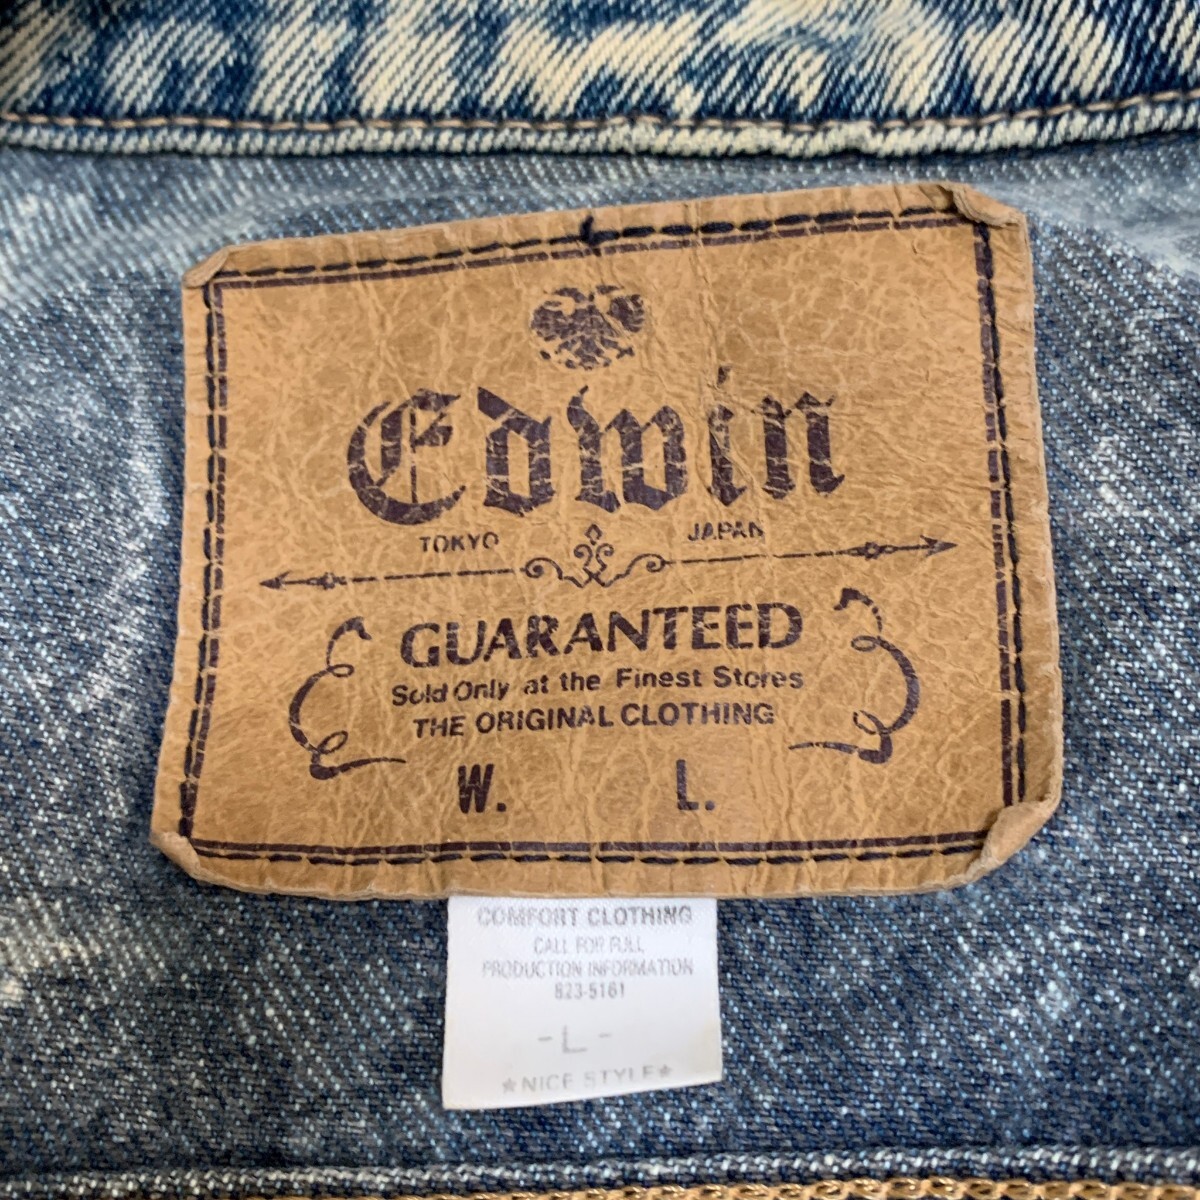 Edwin
TOKYO JAPAN
GUARANTEED
Sold Only at the Finest Stores
THE ORIGINAL CLOTHING
W. L.
COMFORT CLOTHING
CALL FOR FULL
PRODUCTION INFORMATION
823-5161
-L-
★NICE STYLE★